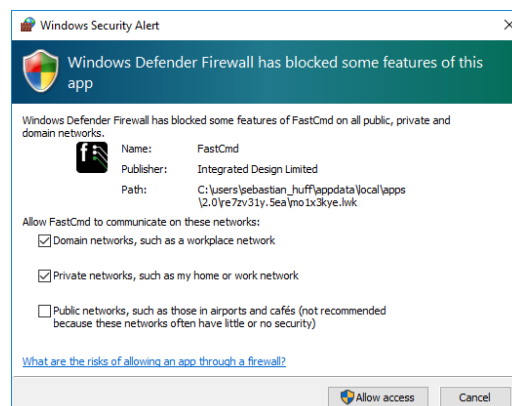 Windows Security Alert
Windows Defender Firewall has blocked some features of this
app
Windows Defender Firewall has blocked some features of FastCmd on all public, private and
domain networks.
f
Name: FastCmd
Publisher: Integrated Design Limited
Path: C:\users\sebastian_huff\appdata\local\apps
\2.0\re7zv31y.5ea\mo1x3kye.lwk
Allow FastCmd to communicate on these networks:
Domain networks, such as a workplace network
Private networks, such as my home or work network
Public networks, such as those in airports and cafés (not recommended
because these networks often have little or no security)
What are the risks of allowing an app through a firewall?
Allow access Cancel